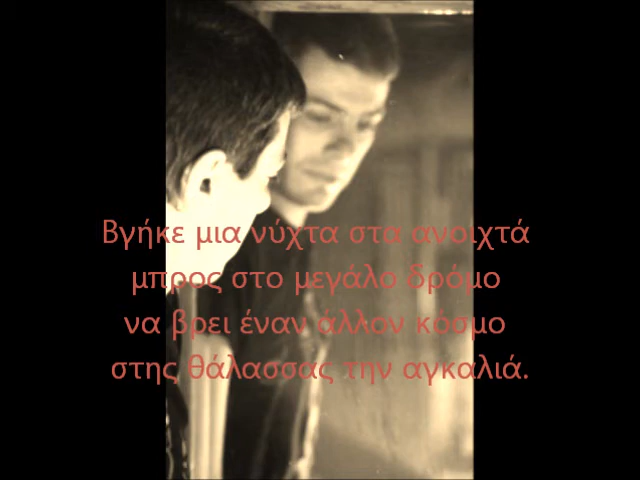 Βγήκε μια νύχτα στα ανοιχτά
μπρος στο μεγάλο δρόμο
να βρει έναν άλλον κόσμο
στης θάλασσας την αγκαλιά.